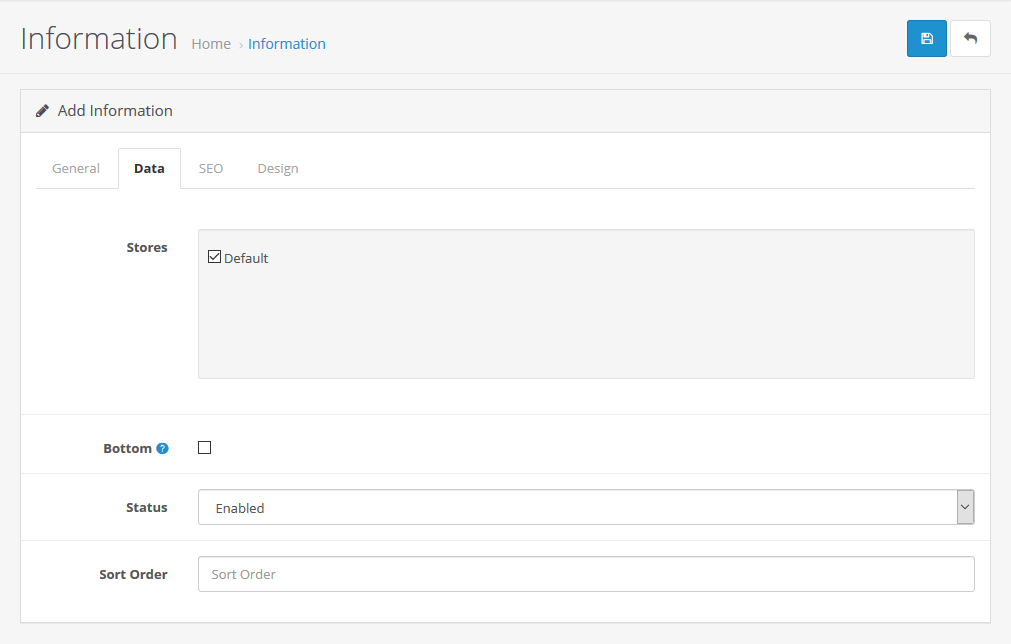 Information Home › Information
Add Information
General Data SEO Design
Stores
Default
Bottom ?
Status Enabled
Sort Order Sort Order